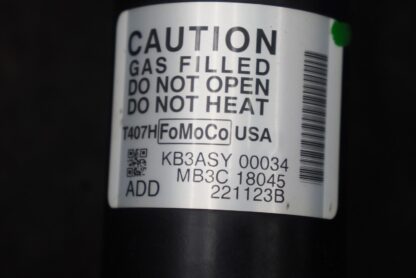 CAUTION
GAS FILLED
DO NOT OPEN
DO NOT HEAT
T407H FoMoCo USA
KB3ASY 00034
MB3C 18045
ADD 221123B